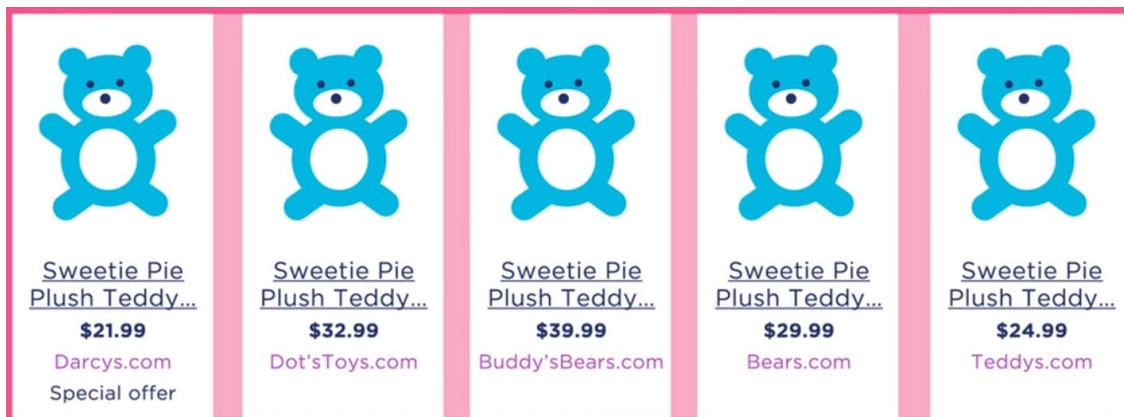 Sweetie Pie
Plush Teddy...
$21.99
Darcys.com
Special offer
Sweetie Pie
Plush Teddy...
$32.99
Dot'sToys.com
Sweetie Pie
Plush Teddy...
$39.99
Buddy'sBears.com
Sweetie Pie
Plush Teddy...
$29.99
Bears.com
Sweetie Pie
Plush Teddy...
$24.99
Teddys.com